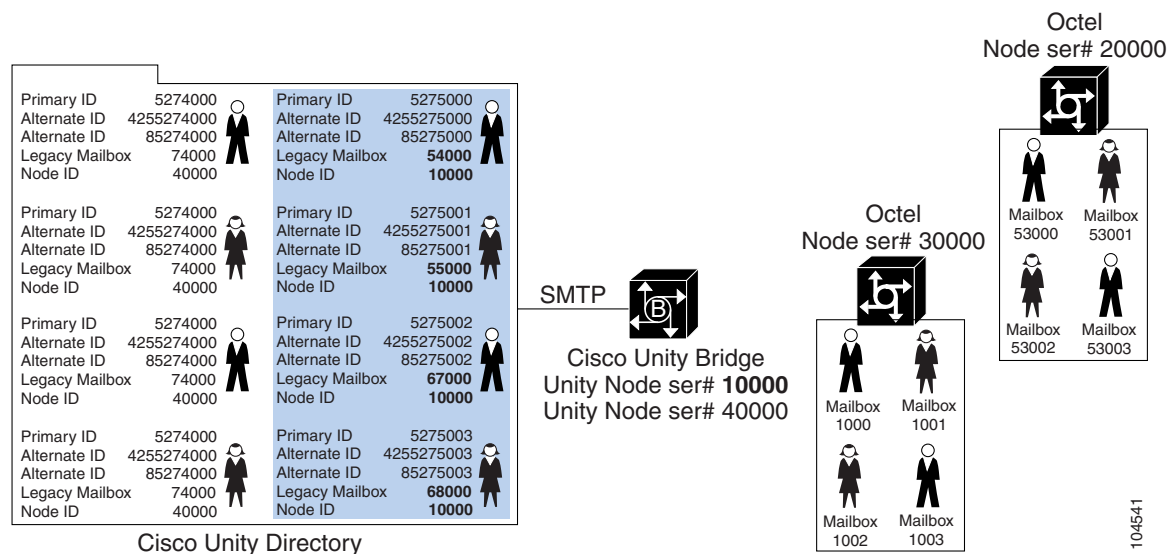 Octel
Node ser# 20000
Primary ID 5274000
Alternate ID 4255274000
Alternate ID 85274000
Legacy Mailbox 74000
Node ID 40000
Primary ID 5275000
Alternate ID 4255275000
Alternate ID 85275000
Legacy Mailbox 54000
Node ID 10000
Primary ID 5274000
Alternate ID 4255274000
Alternate ID 85274000
Legacy Mailbox 74000
Node ID 40000
Primary ID 5275001
Alternate ID 4255275001
Alternate ID 85275001
Legacy Mailbox 55000
Node ID 10000
Primary ID 5274000
Alternate ID 4255274000
Alternate ID 85274000
Legacy Mailbox 74000
Node ID 40000
Primary ID 5275002
Alternate ID 4255275002
Alternate ID 85275002
Legacy Mailbox 67000
Node ID 10000
Primary ID 5274000
Alternate ID 4255274000
Alternate ID 85274000
Legacy Mailbox 74000
Node ID 40000
Primary ID 5275003
Alternate ID 4255275003
Alternate ID 85275003
Legacy Mailbox 68000
Node ID 10000
Cisco Unity Directory
SMTP
B
Cisco Unity Bridge
Unity Node ser# 10000
Unity Node ser# 40000
Octel
Node ser# 30000
Mailbox
1000
Mailbox
1001
Mailbox
1002
Mailbox
1003
Mailbox
53000
Mailbox
53001
Mailbox
53002
Mailbox
53003
104541